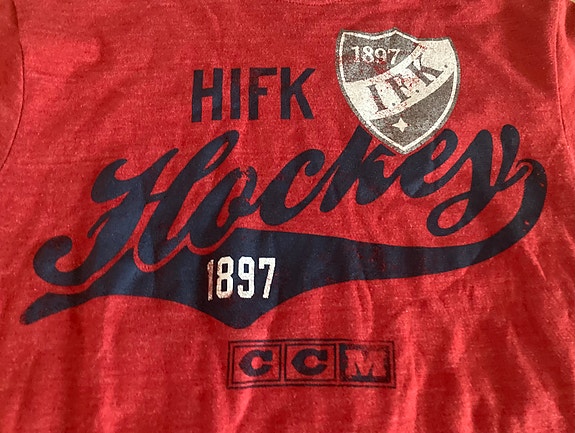 1897
I.F.K.
HIFK
Hockey
1897
CCM